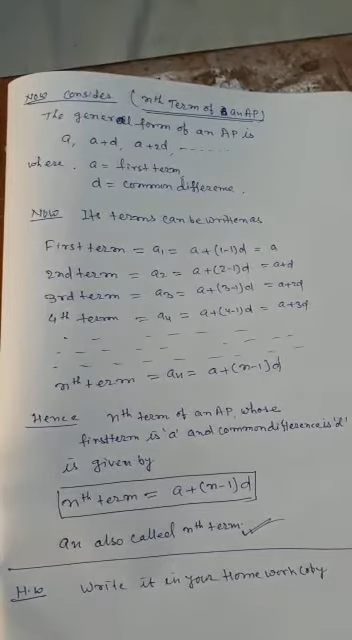 Now Consider (nth Term of an AP)
The general form of an AP is
a, a+d, a+2d, ------
where . a = first term
d = common difference .
Now Its terms can be written as
First term = a₁ = a+(1-1)d = a
2nd term = a₂ = a+(2-1)d = a+d
3rd term = a₃ = a+(3-1)d = a+2d
4th term = a₄ = a+(4-1)d = a+3d
nth term = an = a+(n-1)d
Hence nth term of an AP, whose
first term is 'a' and common difference is 'd'
is given by
nth term = a+(n-1)d
an also called nth term.
H.W Write it in your Home work coby